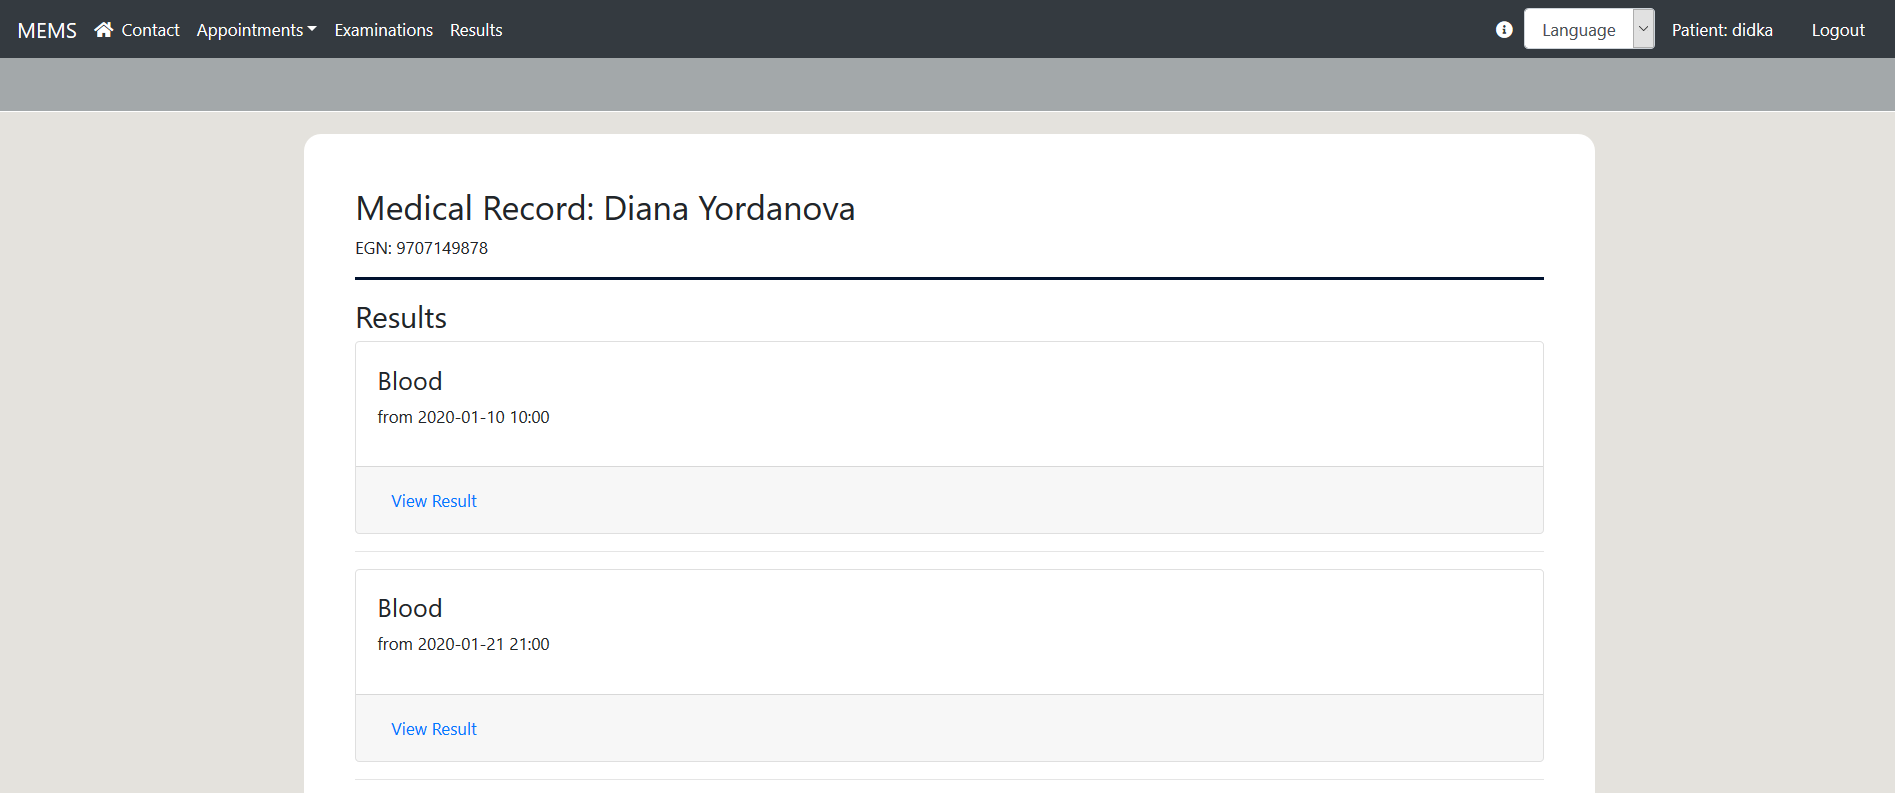 MEMS Contact Appointments Examinations Results Language Patient: didka Logout
Medical Record: Diana Yordanova
EGN: 9707149878
Results
Blood
from 2020-01-10 10:00
View Result
Blood
from 2020-01-21 21:00
View Result